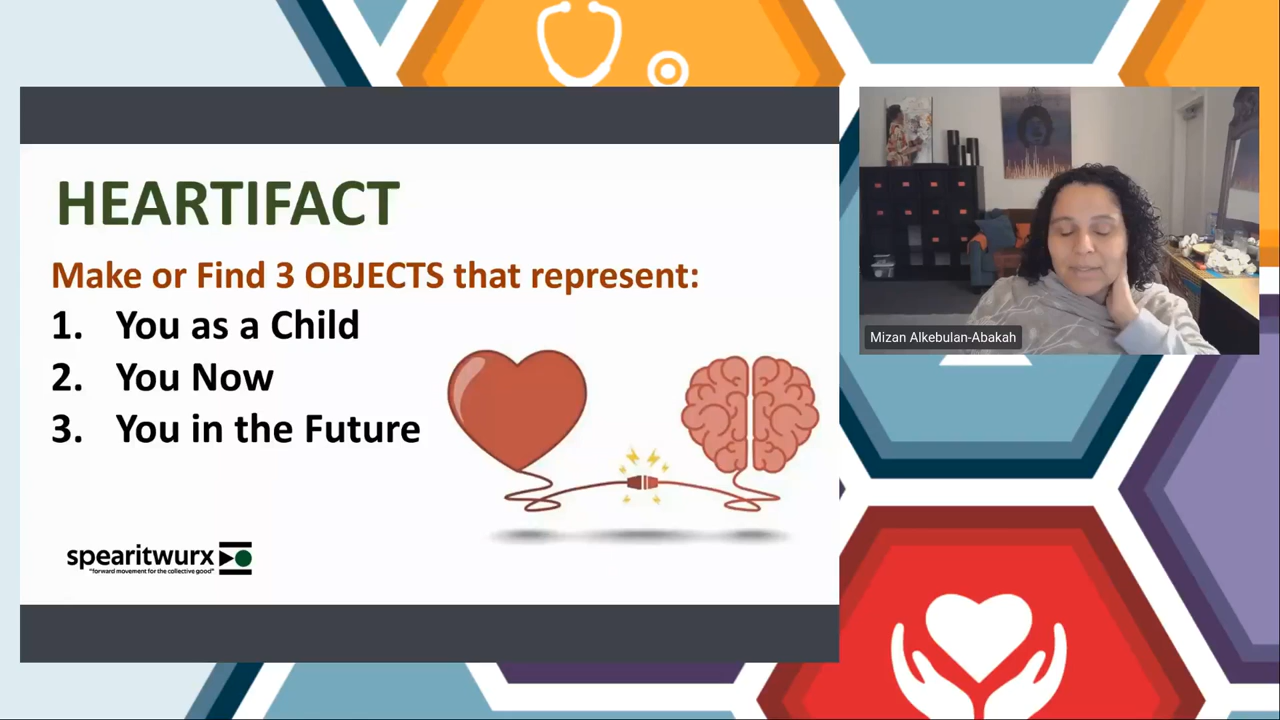 HEARTIFACT
Make or Find 3 OBJECTS that represent:
1. You as a Child
2. You Now
3. You in the Future
spearitwurx
"forward movement for the collective good"
Mizan Alkebulan-Abakah